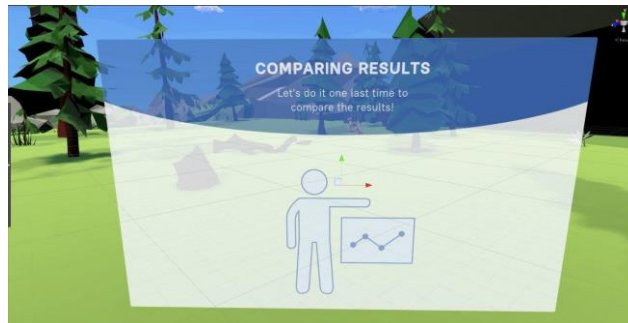 COMPARING RESULTS
Let's do it one last time to
compare the results!